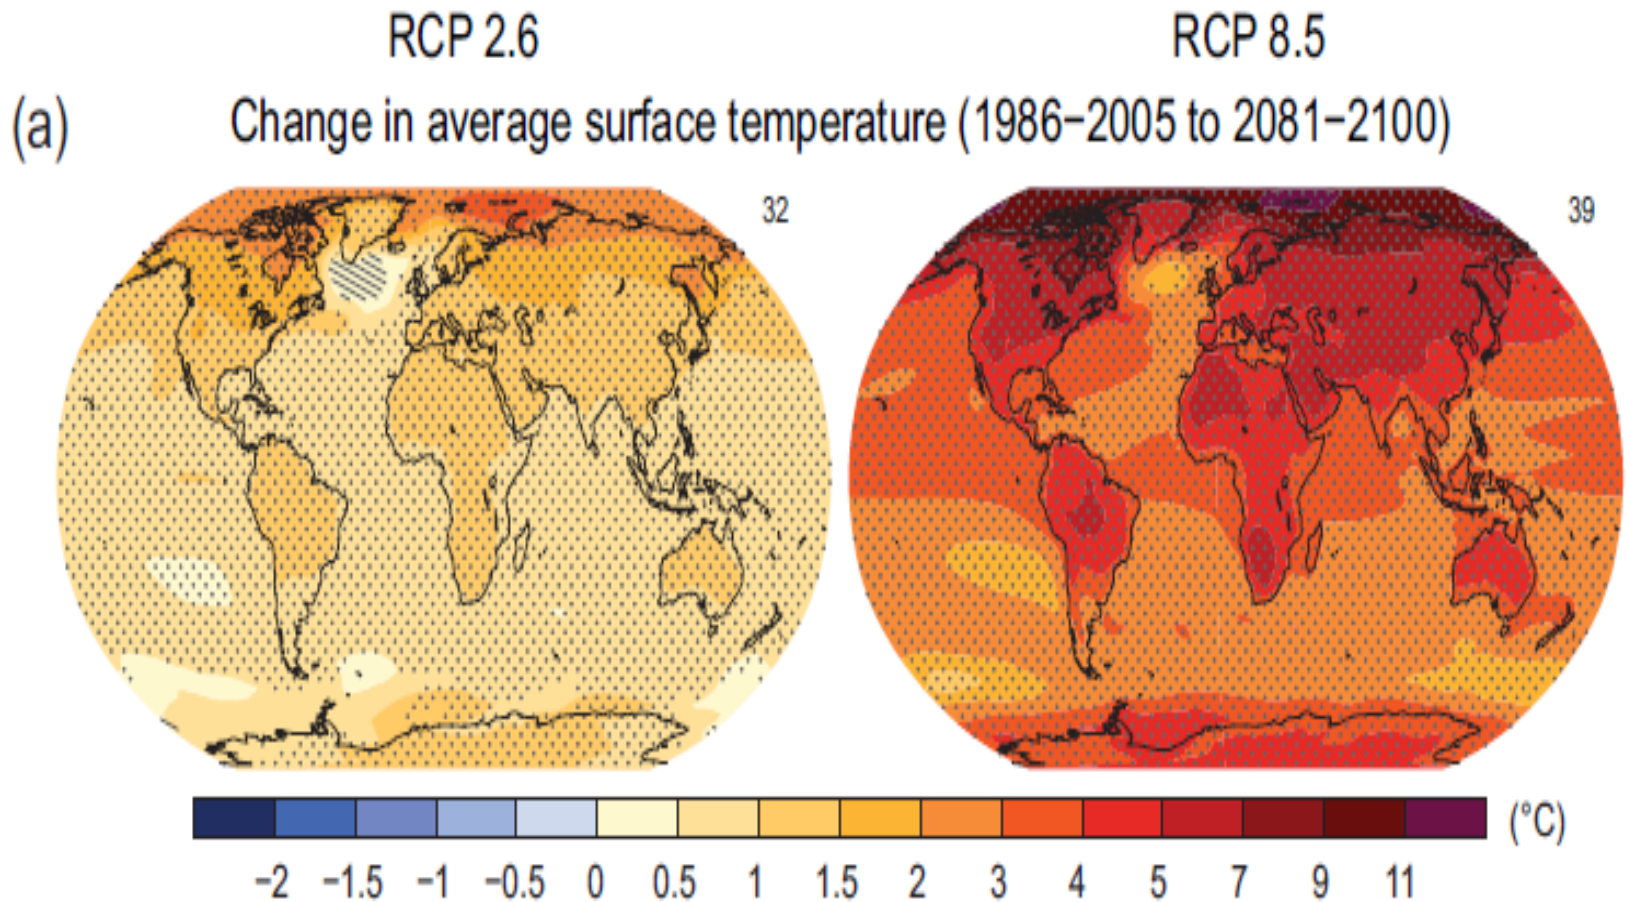 RCP 2.6 RCP 8.5
(a) Change in average surface temperature (1986−2005 to 2081−2100)
32 39
(°C)
−2 −1.5 −1 −0.5 0 0.5 1 1.5 2 3 4 5 7 9 11